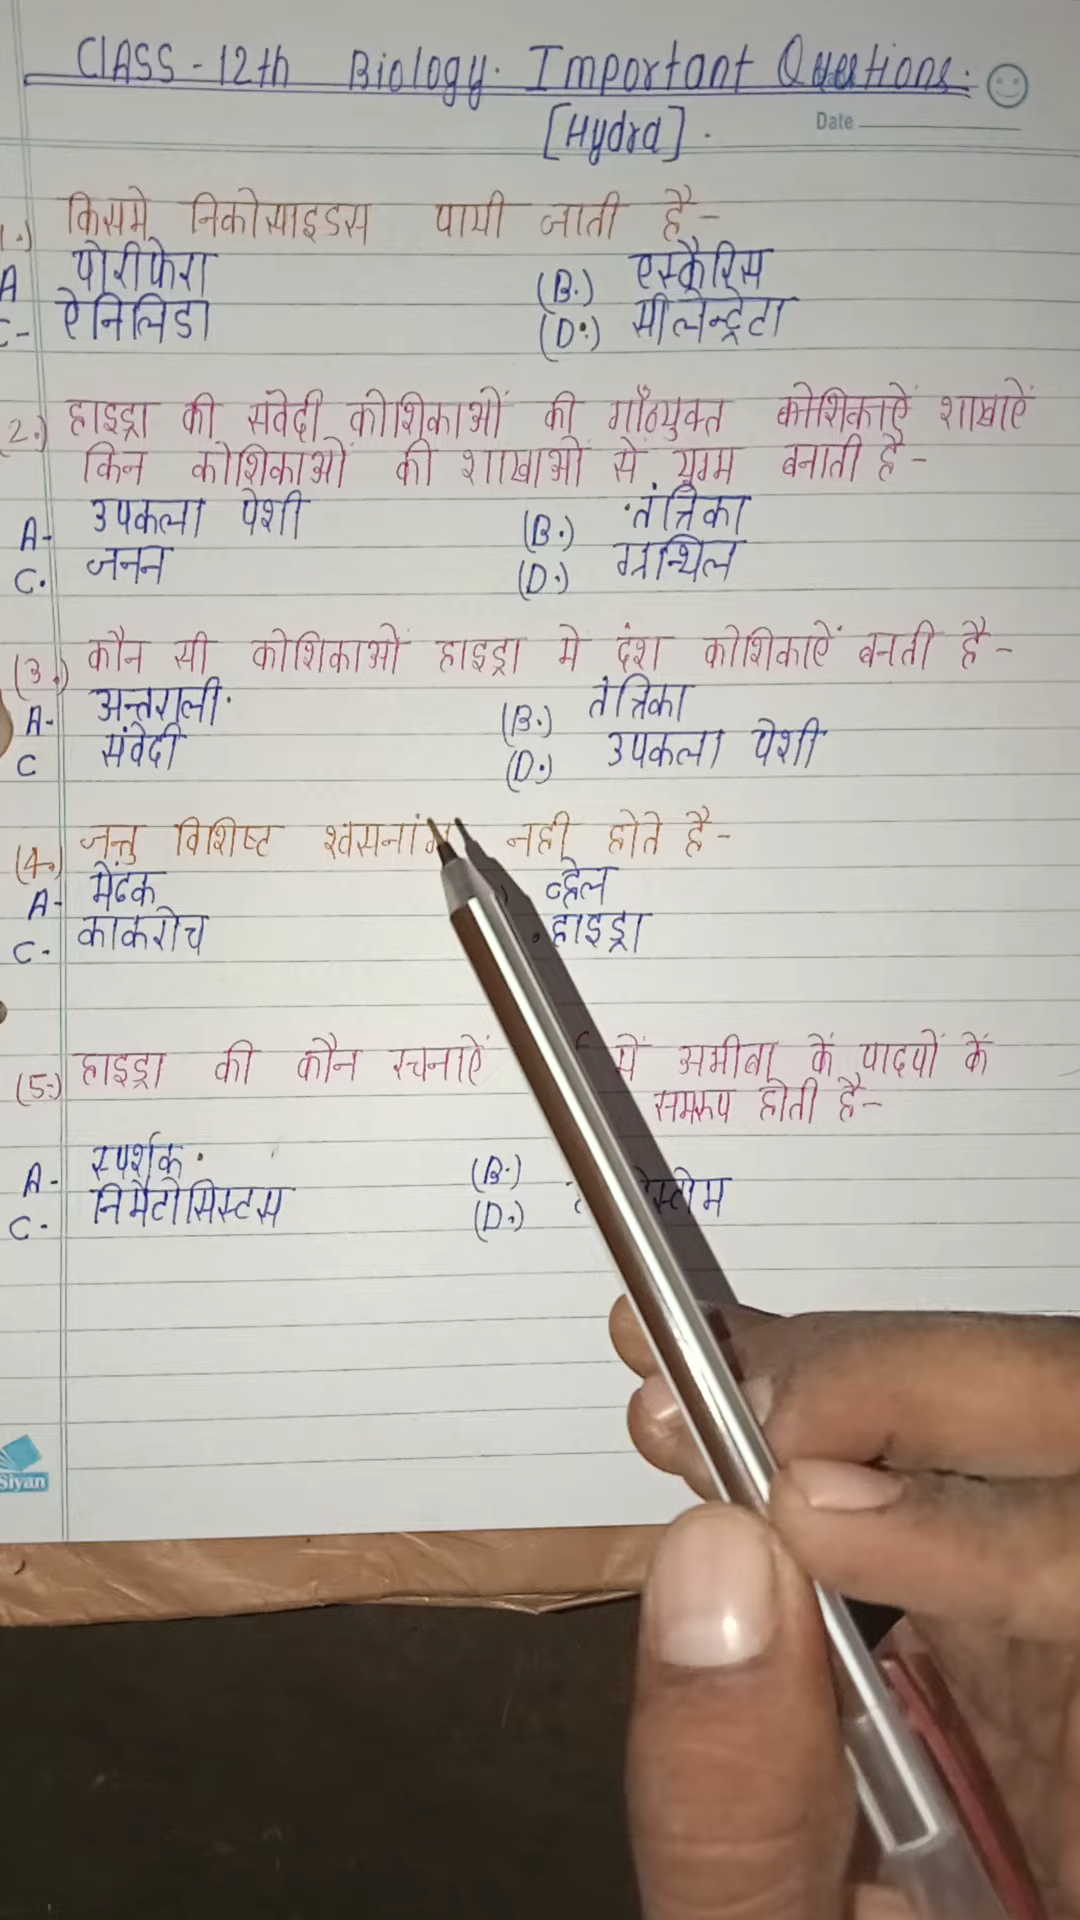 CLASS - 12th Biology. Important Questions.
[Hydra].
Date
1.) किसमे निकोसाइडस पायी जाती है-
A पोरीफेरा (B.) एस्कैरिस
C- ऐनिलिडा (D.) सीलेन्ट्रेटा
(2.) हाइड्रा की संवेदी कोशिकाओं की गाँठयुक्त कोशिकाऐं शाखाऐं
किन कोशिकाओं की शाखाओ से युग्म बनाती है-
A- उपकला पेशी (B.) तंत्रिका
C. जनन (D.) ग्रन्थिल
(3.) कौन सी कोशिकाओ हाइड्रा मे दंश कोशिकाऐं बनती है-
A- अन्तराली. (B.) तंत्रिका
C संवेदी (D.) उपकला पेशी
(4.) जन्तु विशिष्ट श्वसनांग नही होते है-
A- मेंढक व्हेल
C- काकरोच हाइड्रा
(5.) हाइड्रा की कौन रचनाऐं में अमीबा कें पादपों कें
समरूप होती है-
A- स्पर्शक. (B.)
C- निमेटोसिस्टस (D.)
Siyan